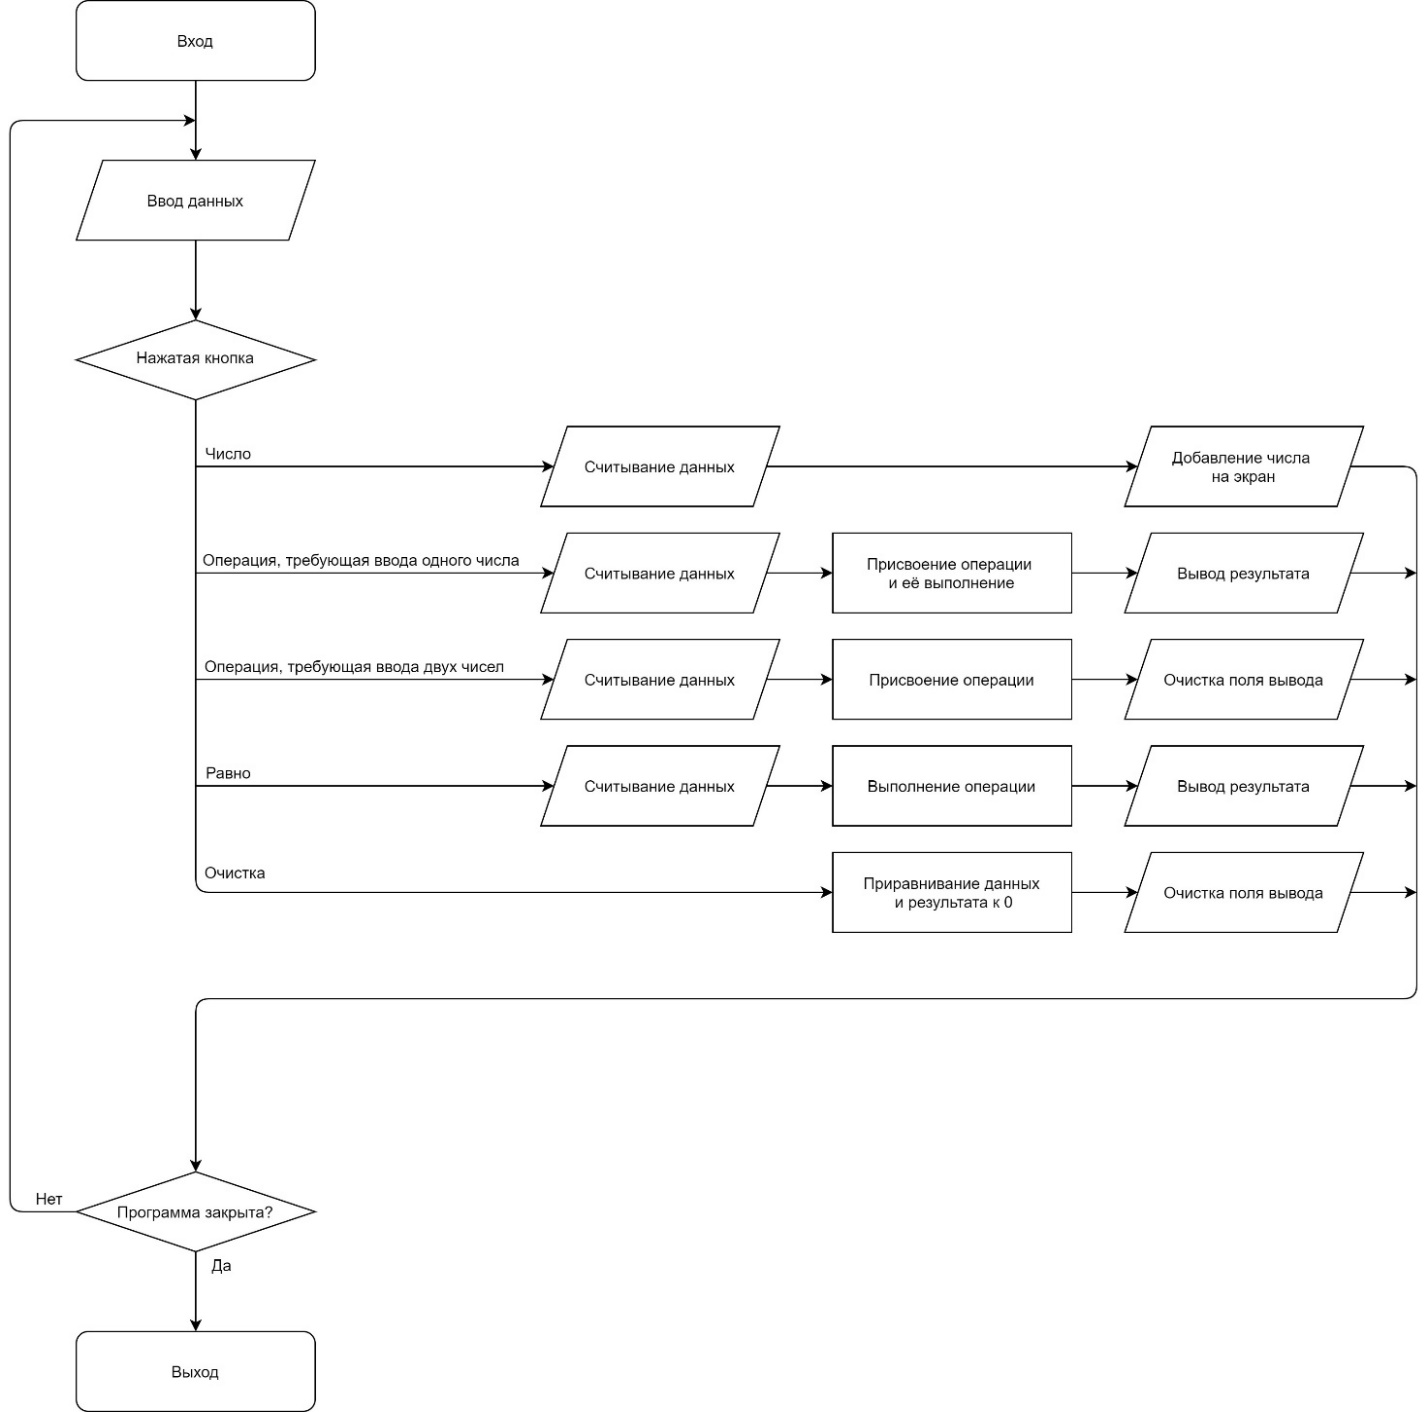 Вход
Ввод данных
Нажатая кнопка
Число
Считывание данных
Добавление числа
на экран
Операция, требующая ввода одного числа
Считывание данных
Присвоение операции
и её выполнение
Вывод результата
Операция, требующая ввода двух чисел
Считывание данных
Присвоение операции
Очистка поля вывода
Равно
Считывание данных
Выполнение операции
Вывод результата
Очистка
Приравнивание данных
и результата к 0
Очистка поля вывода
Нет
Программа закрыта?
Да
Выход